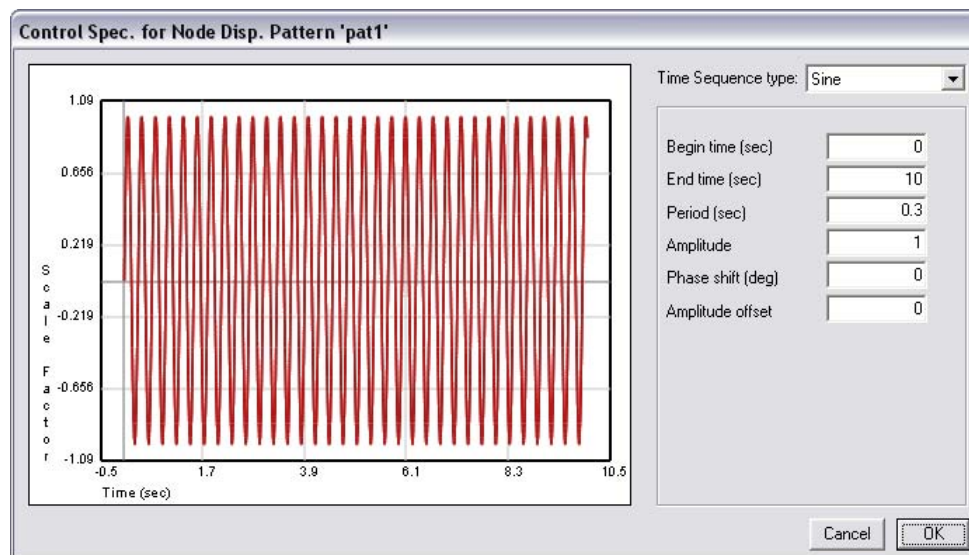 Control Spec. for Node Disp. Pattern 'pat1'
1.09
0.656
0.219
-0.219
-0.656
-1.09
Scale Factor
-0.5 1.7 3.9 6.1 8.3 10.5
Time (sec)
Time Sequence type: Sine
Begin time (sec) 0
End time (sec) 10
Period (sec) 0.3
Amplitude 1
Phase shift (deg) 0
Amplitude offset 0
Cancel OK